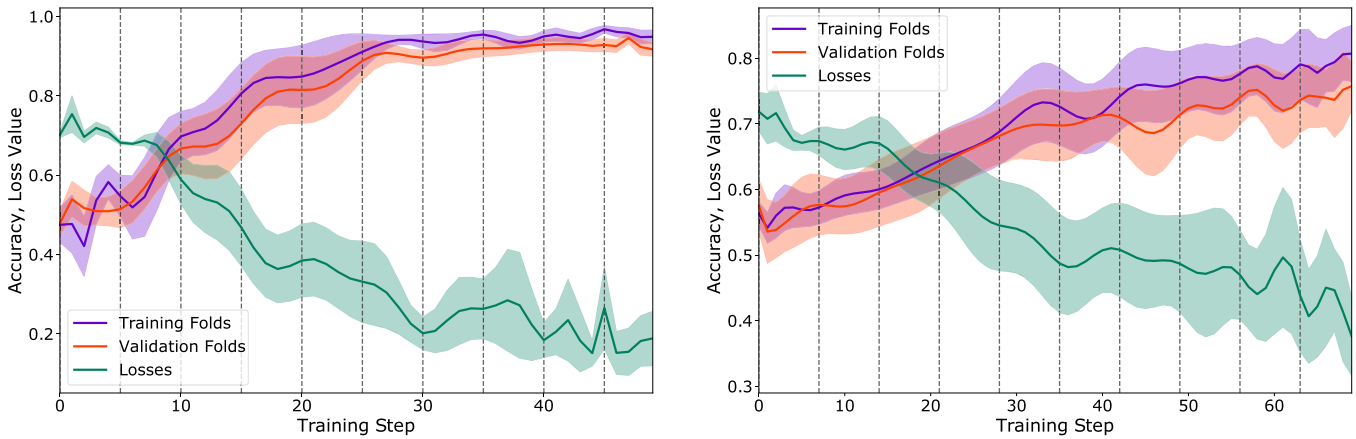 1.0
0.8
0.6
0.4
0.2
Accuracy, Loss Value
Training Folds
Validation Folds
Losses
0 10 20 30 40
Training Step
0.8
0.7
0.6
0.5
0.4
0.3
Accuracy, Loss Value
Training Folds
Validation Folds
Losses
0 10 20 30 40 50 60
Training Step